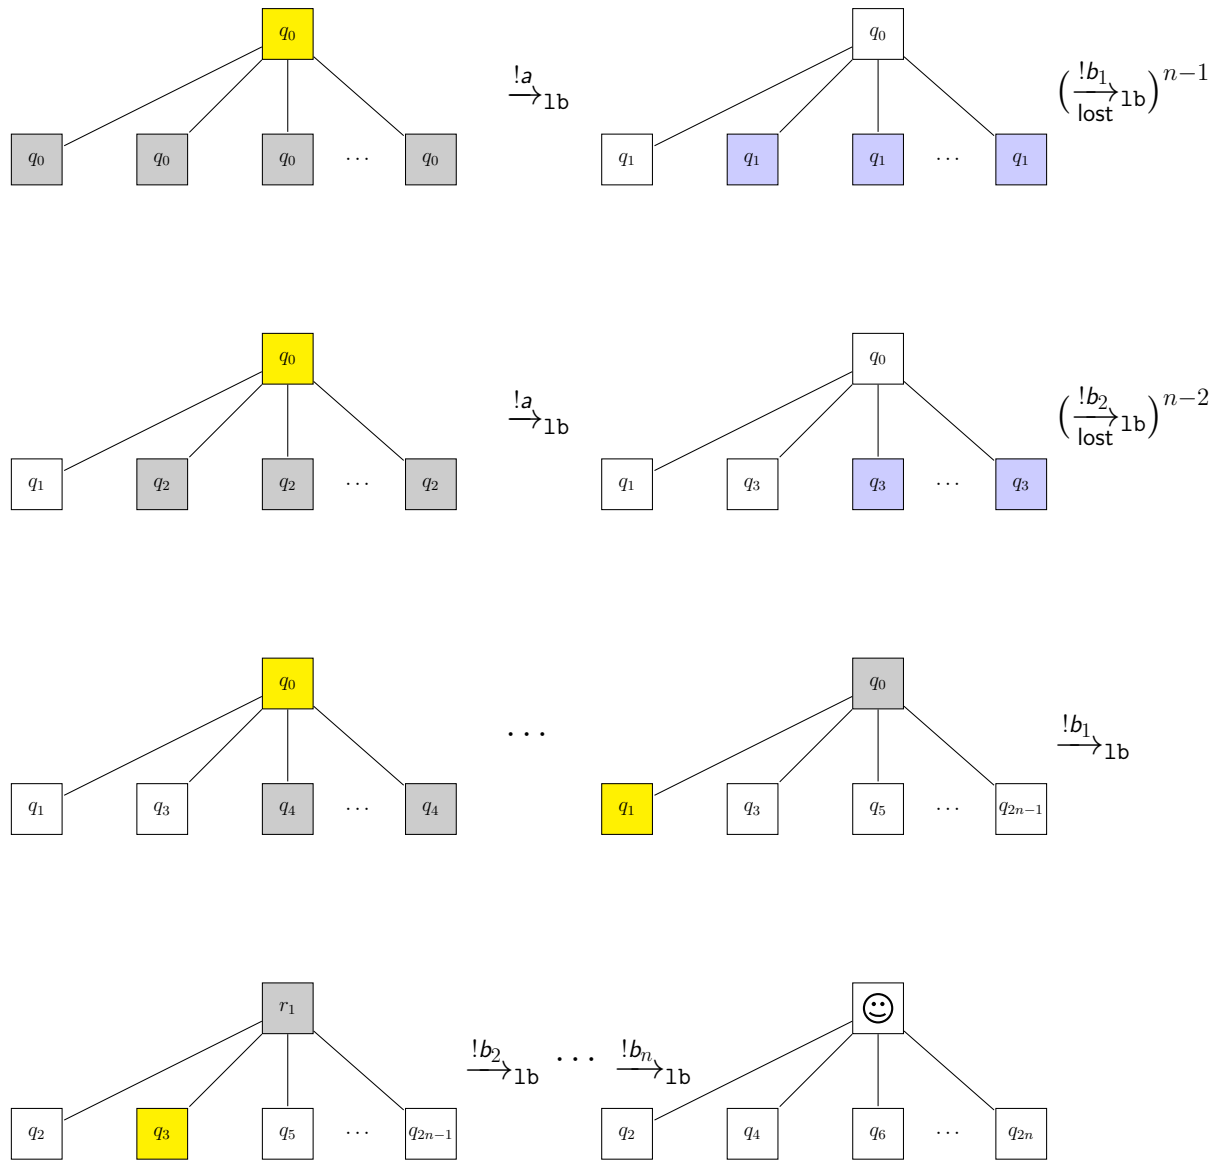 q₀ q₀
!a →lb (!b₁ →lb lost)ⁿ⁻¹
q₀ q₀ q₀ ... q₀ q₁ q₁ q₁ ... q₁
q₀ q₀
!a →lb (!b₂ →lb lost)ⁿ⁻²
q₁ q₂ q₂ ... q₂ q₁ q₃ q₃ ... q₃
q₀ q₀
... !b₁ →lb
q₁ q₃ q₄ ... q₄ q₁ q₃ q₅ ... q₂ₙ₋₁
r₁ ☺
!b₂ →lb ... !bₙ →lb
q₂ q₃ q₅ ... q₂ₙ₋₁ q₂ q₄ q₆ ... q₂ₙ